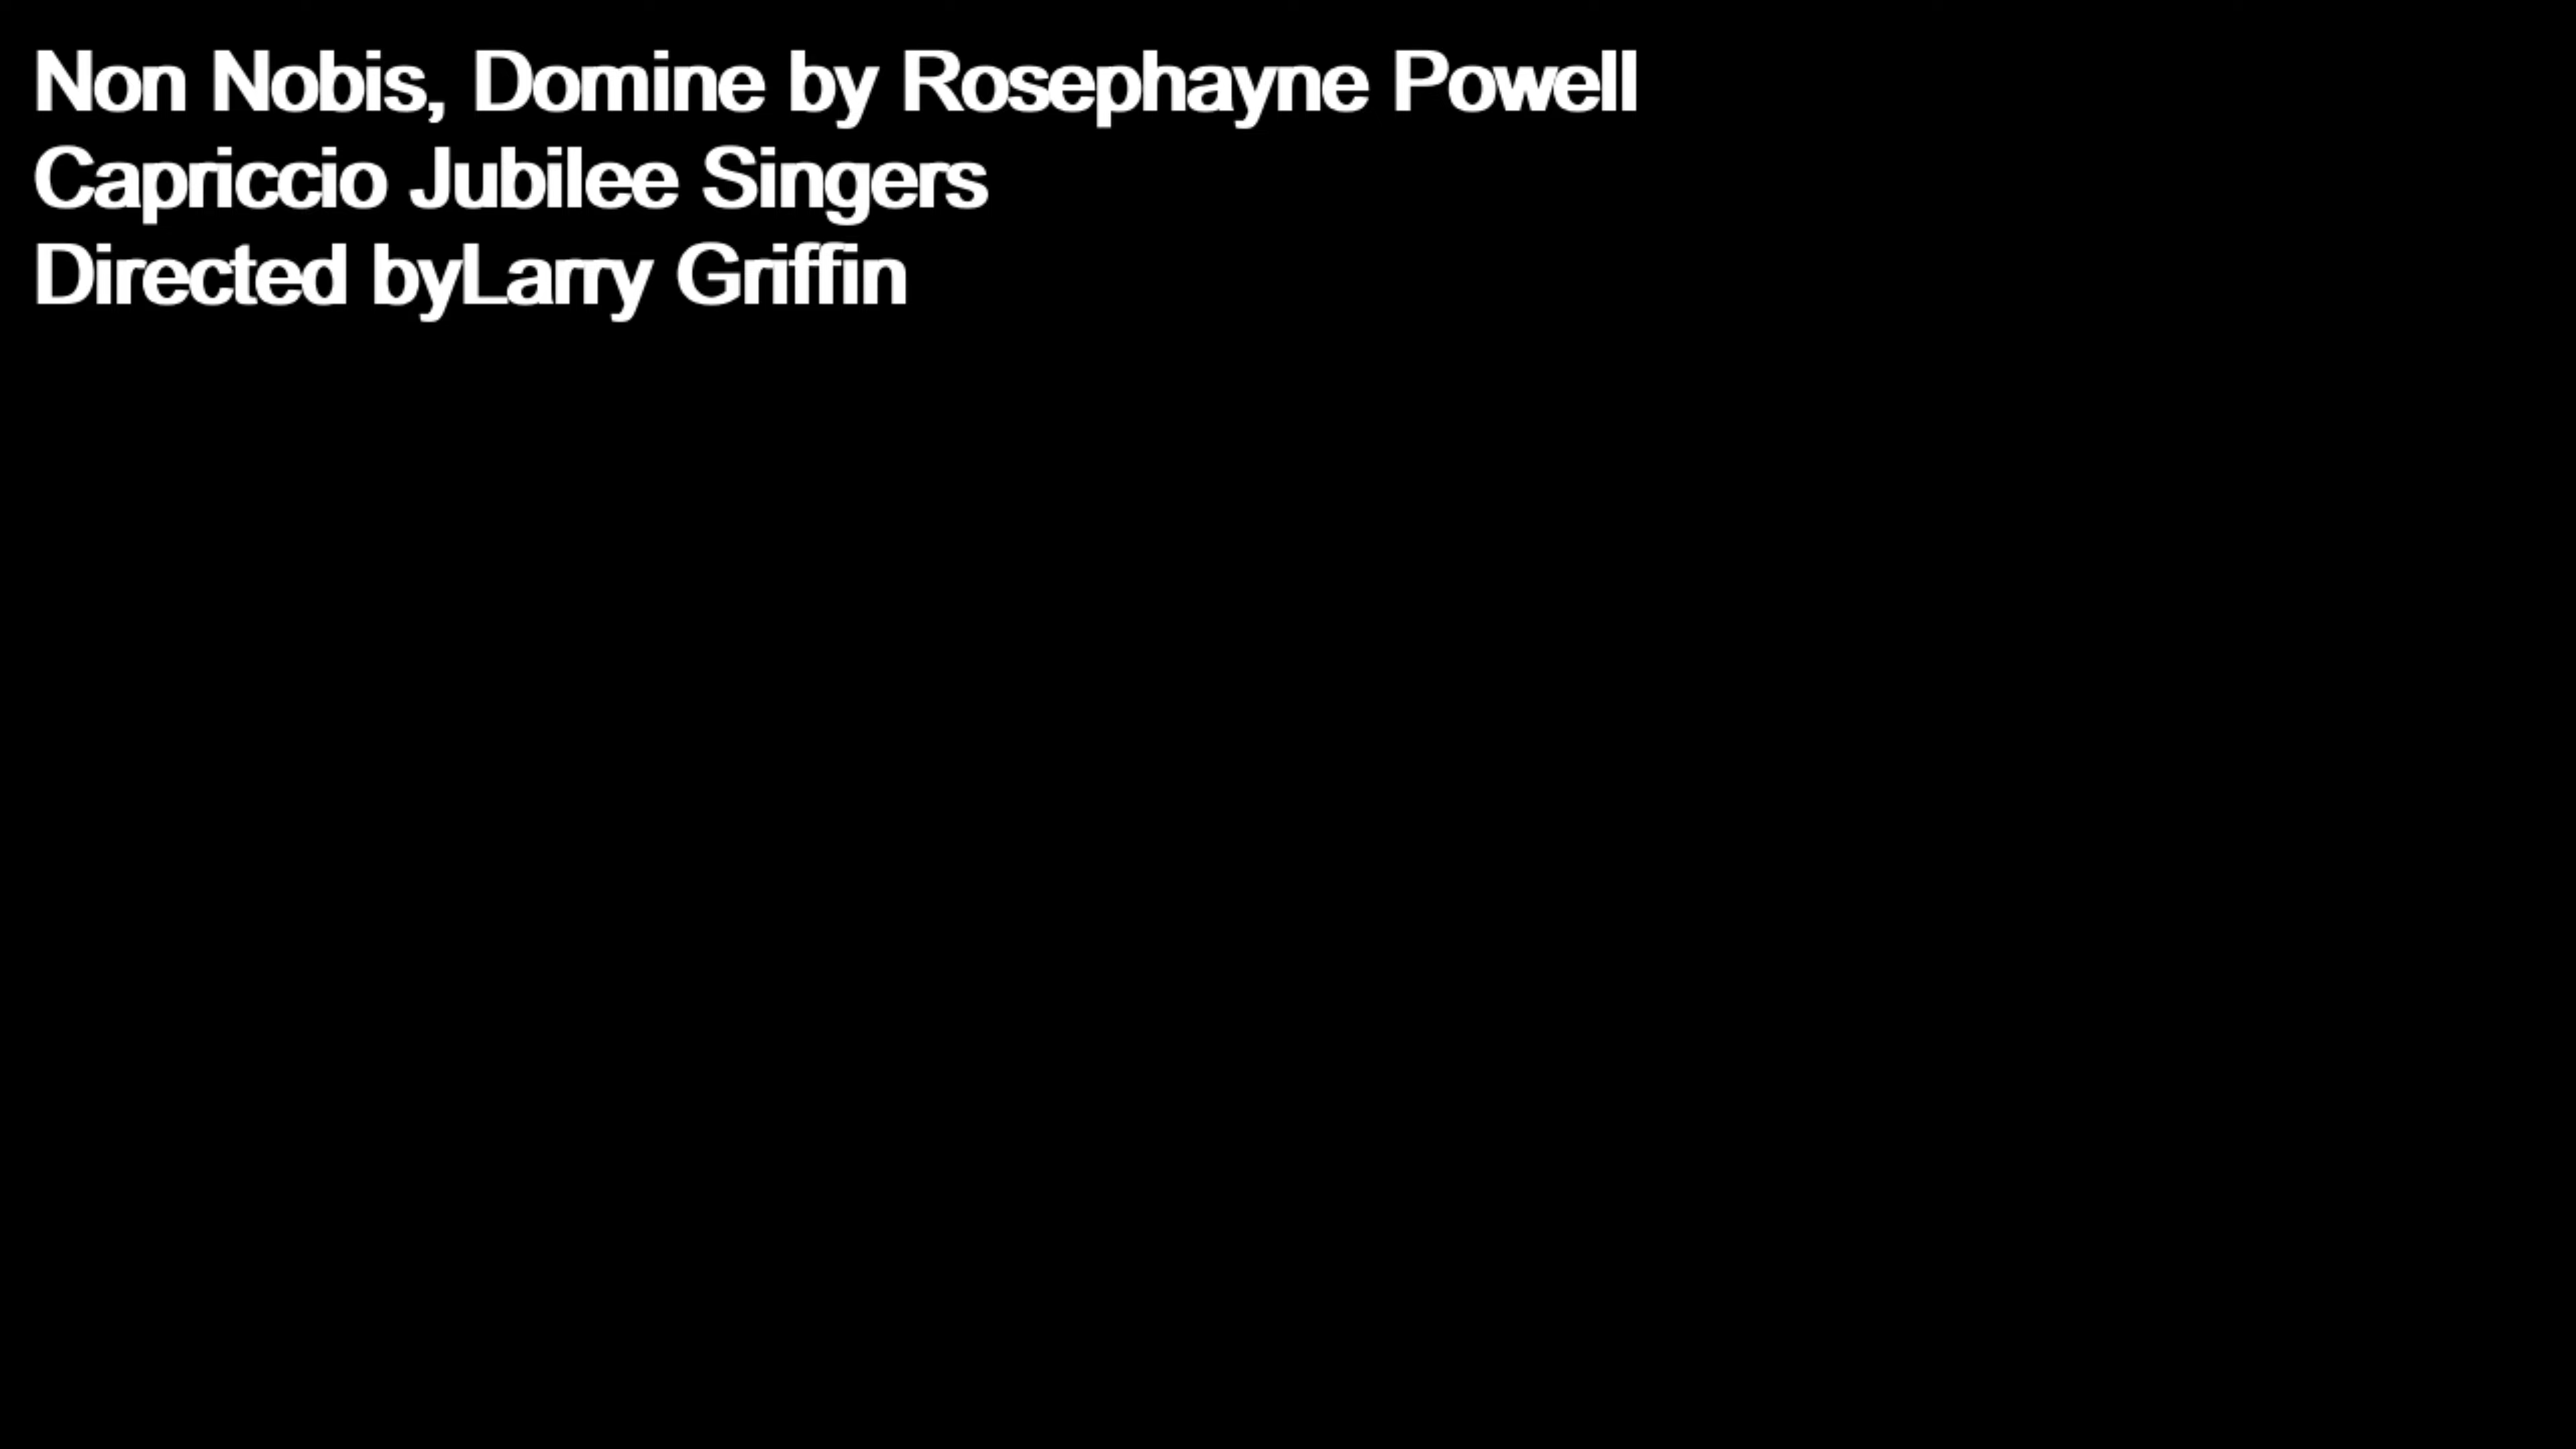 Non Nobis, Domine by Rosephayne Powell
Capriccio Jubilee Singers
Directed byLarry Griffin